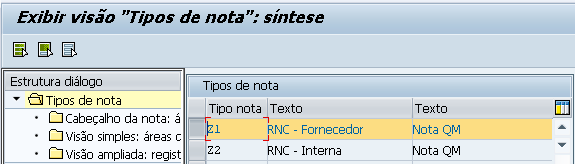 Exibir visão "Tipos de nota": síntese
Estrutura diálogo
Tipos de nota
Cabeçalho da nota: á
Visão simples: áreas c
Visão ampliada: regist
Tipos de nota
Tipo nota Texto Texto
Z1 RNC - Fornecedor Nota QM
Z2 RNC - Interna Nota QM